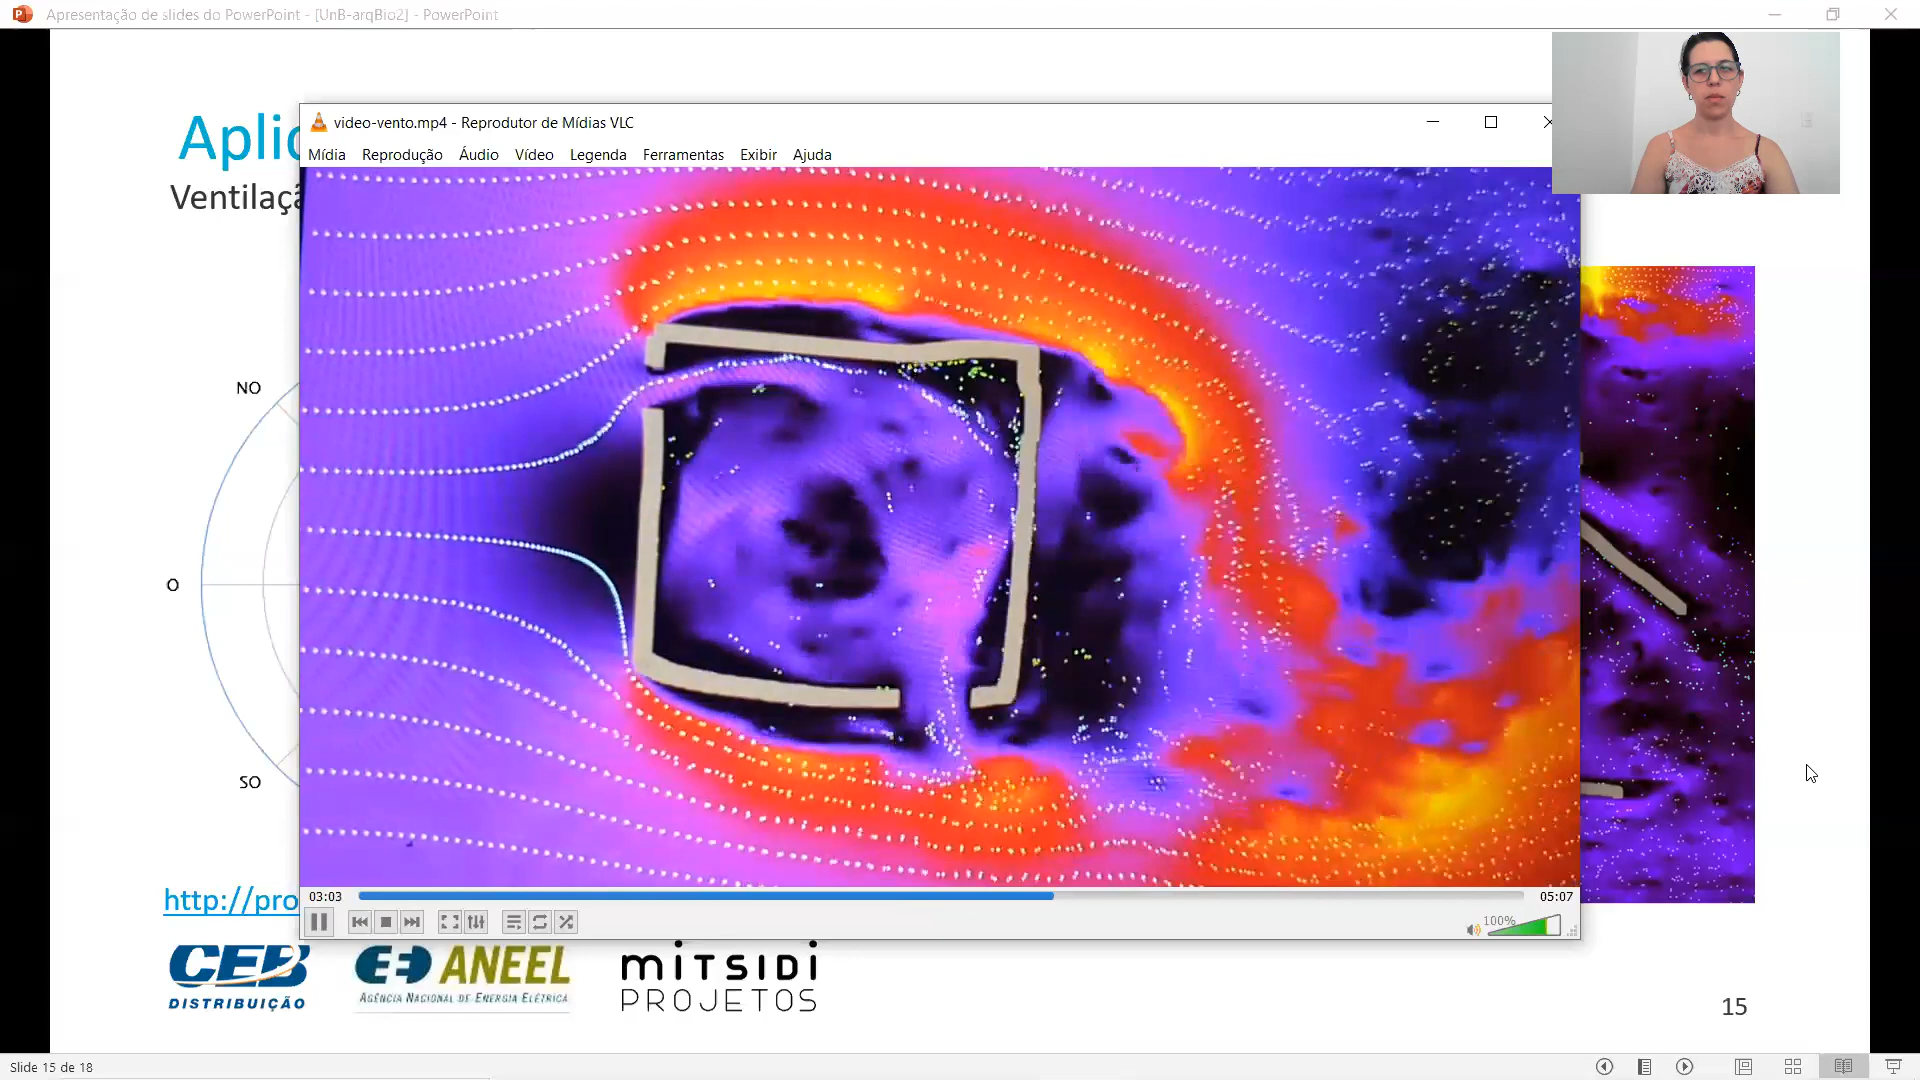 Apresentação de slides do PowerPoint - [UnB-arqBio2] - PowerPoint
Aplic
video-vento.mp4 - Reprodutor de Mídias VLC
Mídia Reprodução Áudio Vídeo Legenda Ferramentas Exibir Ajuda
Ventilaçã
NO
O
SO
http://pro
03:03
05:07
100%
CEB
DISTRIBUIÇÃO
ANEEL
AGÊNCIA NACIONAL DE ENERGIA ELÉTRICA
MITSIDI
PROJETOS
15
Slide 15 de 18